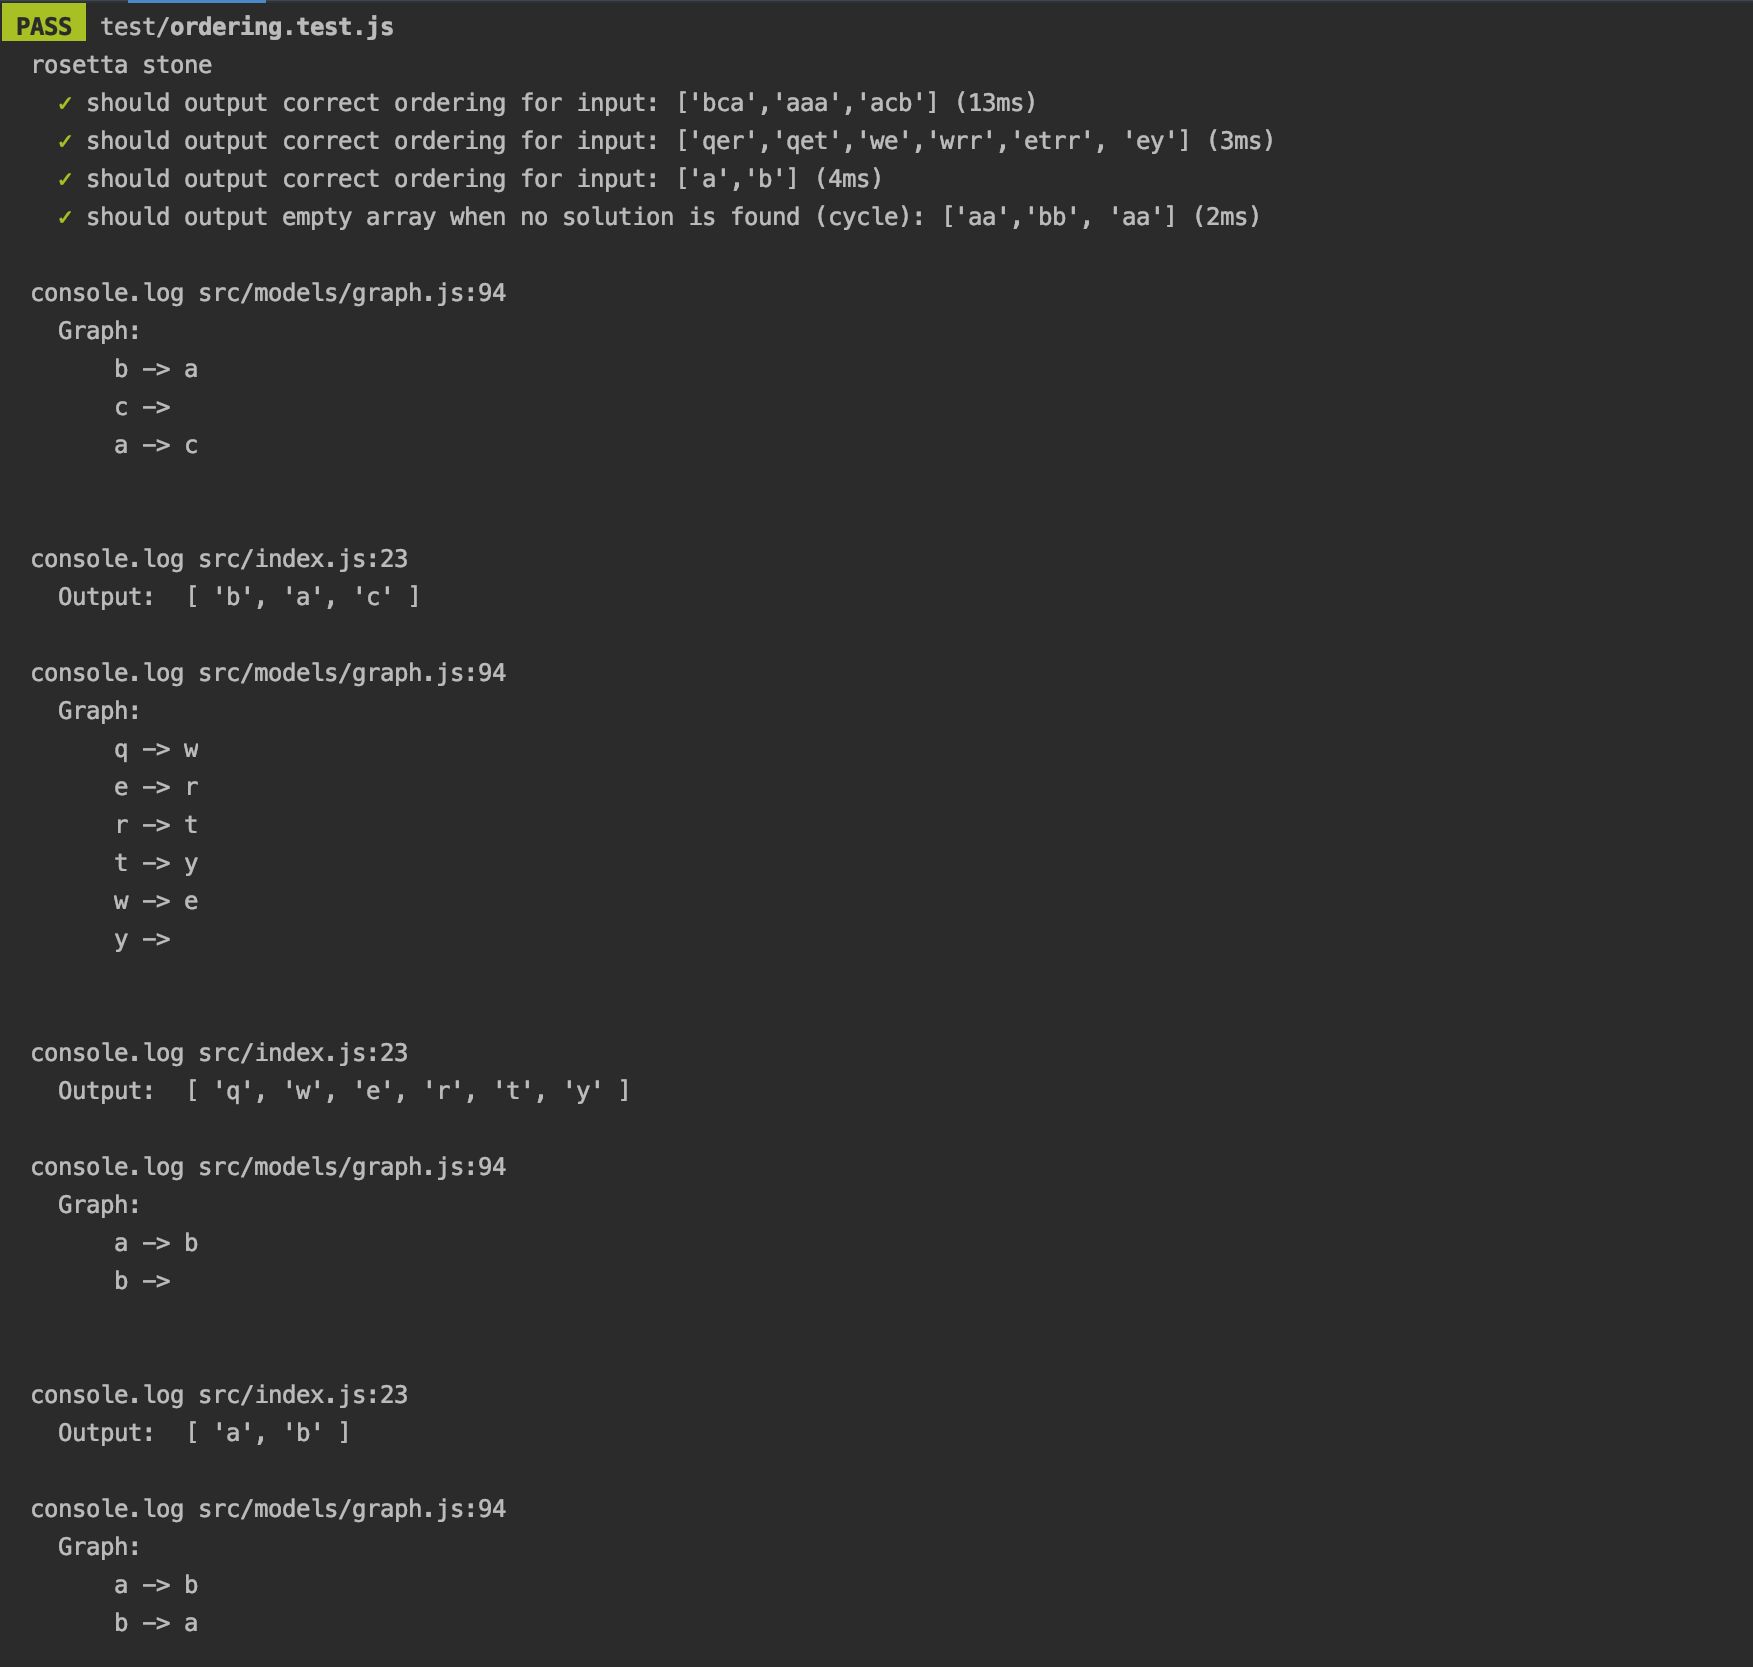 PASS test/ordering.test.js
rosetta stone
✓ should output correct ordering for input: ['bca','aaa','acb'] (13ms)
✓ should output correct ordering for input: ['qer','qet','we','wrr','etrr', 'ey'] (3ms)
✓ should output correct ordering for input: ['a','b'] (4ms)
✓ should output empty array when no solution is found (cycle): ['aa','bb', 'aa'] (2ms)
console.log src/models/graph.js:94
Graph:
b -> a
c ->
a -> c
console.log src/index.js:23
Output:  [ 'b', 'a', 'c' ]
console.log src/models/graph.js:94
Graph:
q -> w
e -> r
r -> t
t -> y
w -> e
y ->
console.log src/index.js:23
Output:  [ 'q', 'w', 'e', 'r', 't', 'y' ]
console.log src/models/graph.js:94
Graph:
a -> b
b ->
console.log src/index.js:23
Output:  [ 'a', 'b' ]
console.log src/models/graph.js:94
Graph:
a -> b
b -> a